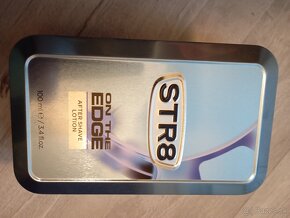 STR8
ON THE
EDGE
AFTER SHAVE
LOTION
100 ml e / 3.4 fl.oz.